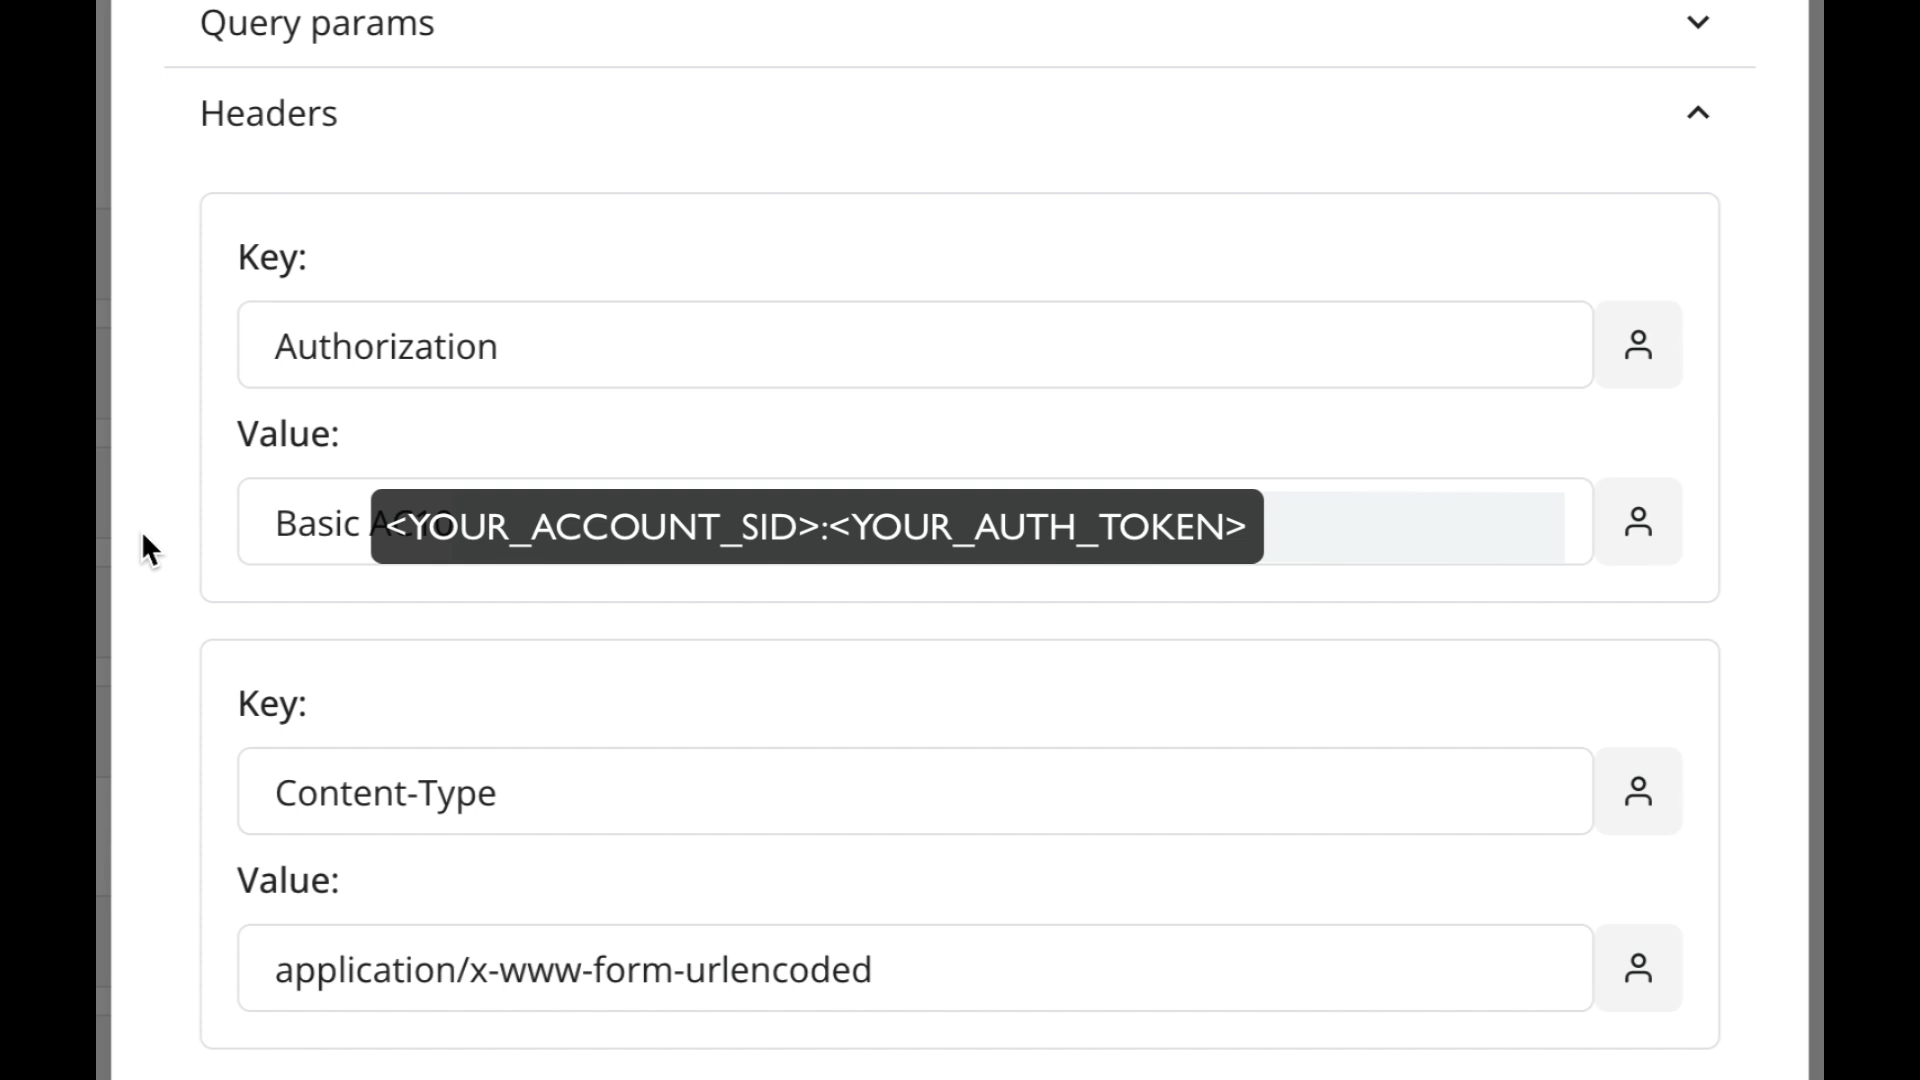 Query params
Headers
Key:
Authorization
Value:
Basic <YOUR_ACCOUNT_SID>:<YOUR_AUTH_TOKEN>
Key:
Content-Type
Value:
application/x-www-form-urlencoded